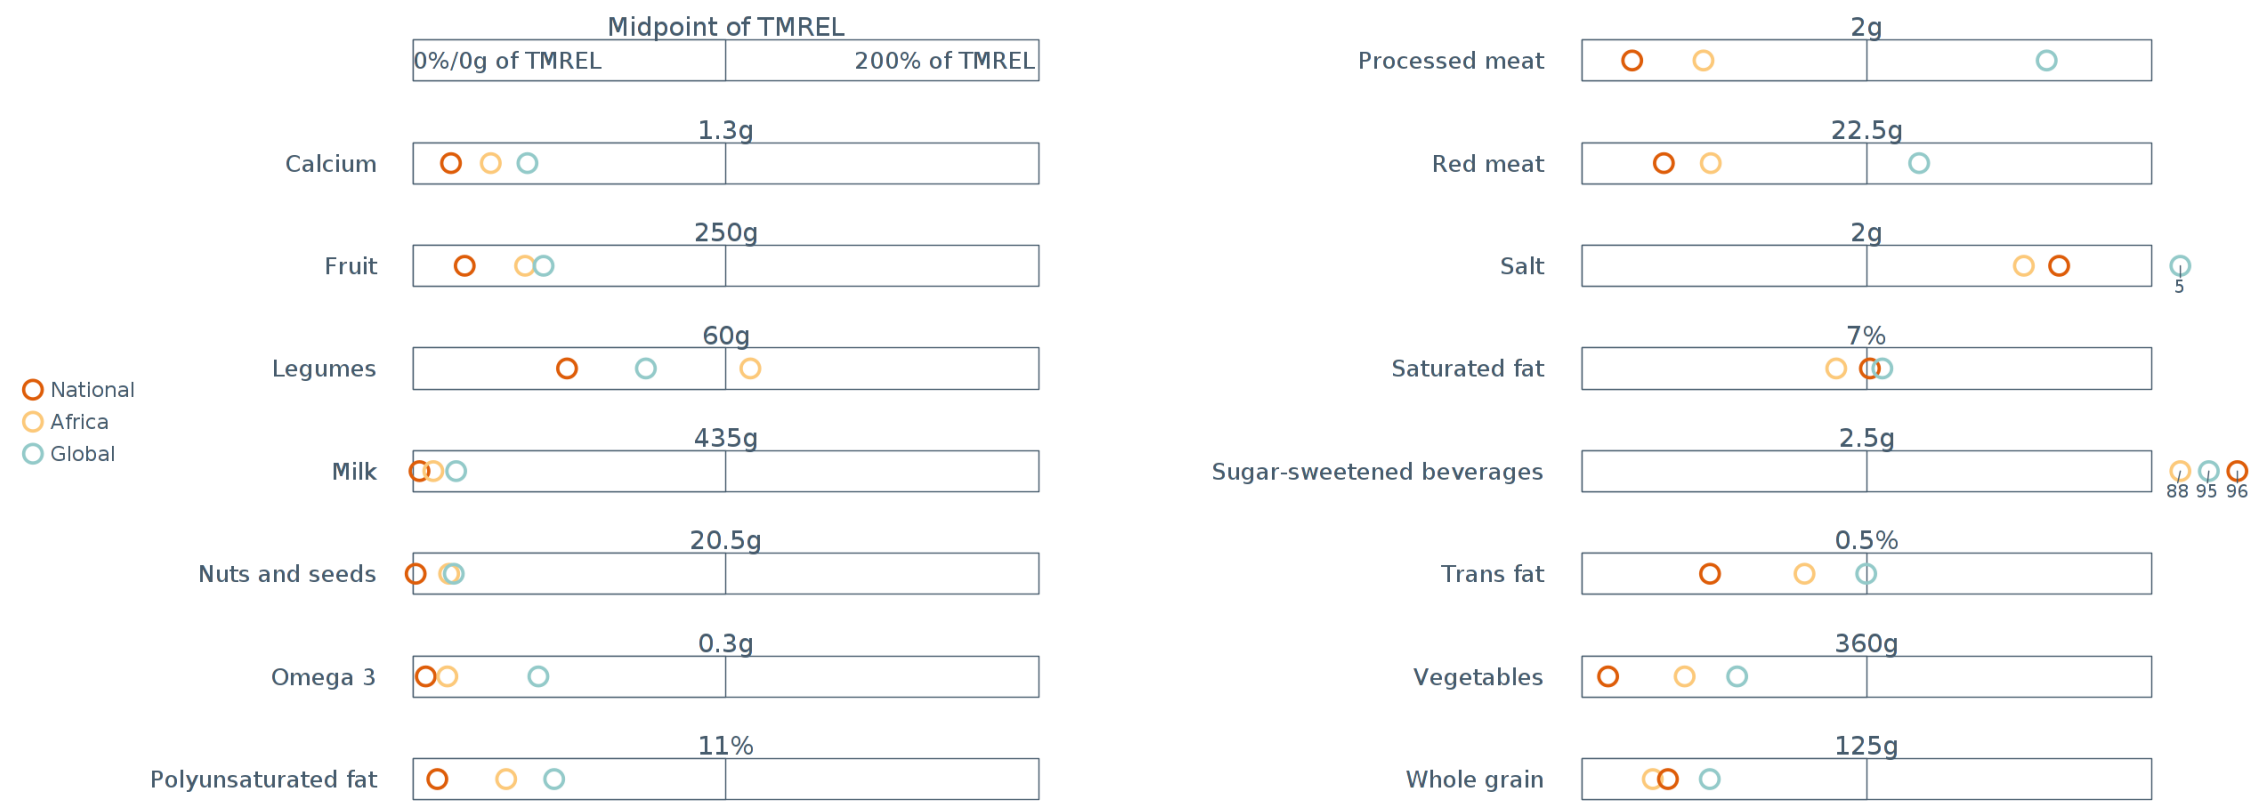 Midpoint of TMREL
0%/0g of TMREL
200% of TMREL
1.3g
Calcium
250g
Fruit
60g
Legumes
435g
Milk
20.5g
Nuts and seeds
0.3g
Omega 3
11%
Polyunsaturated fat
National
Africa
Global
2g
Processed meat
22.5g
Red meat
2g
Salt
5
7%
Saturated fat
2.5g
Sugar-sweetened beverages
88 95 96
0.5%
Trans fat
360g
Vegetables
125g
Whole grain